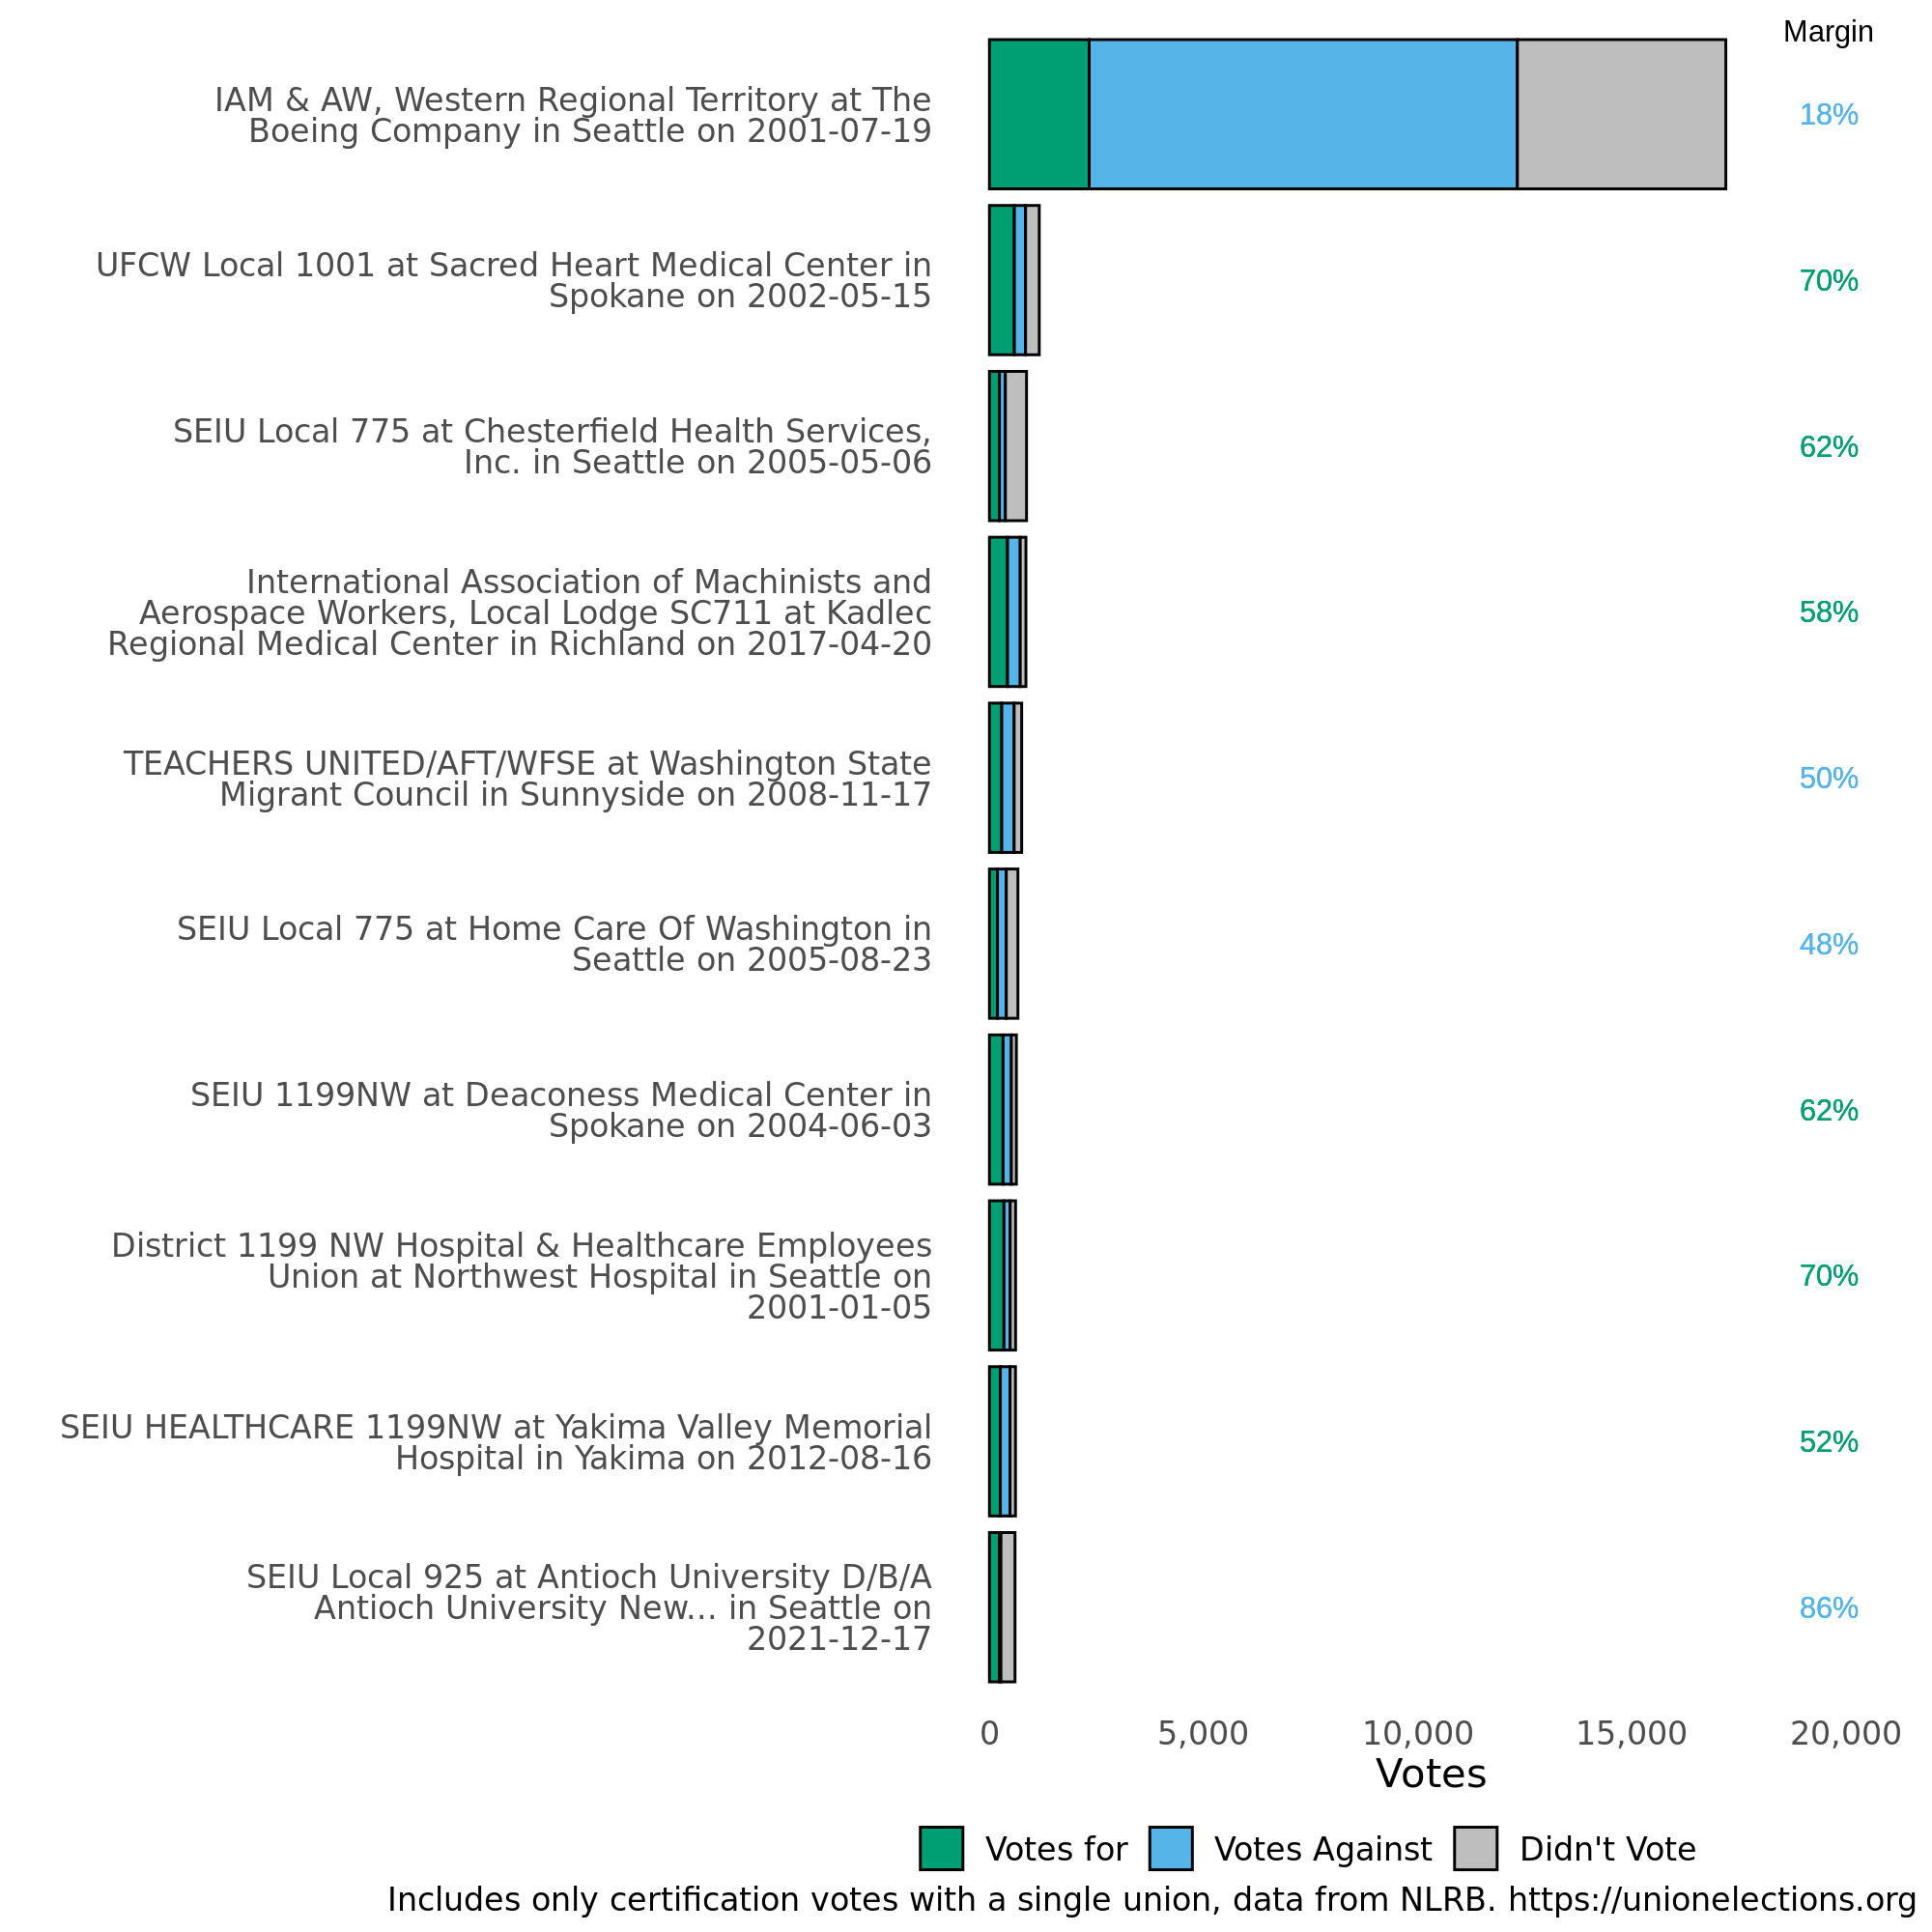 Margin
IAM & AW, Western Regional Territory at The
Boeing Company in Seattle on 2001-07-19
18%
UFCW Local 1001 at Sacred Heart Medical Center in
Spokane on 2002-05-15
70%
SEIU Local 775 at Chesterfield Health Services,
Inc. in Seattle on 2005-05-06
62%
International Association of Machinists and
Aerospace Workers, Local Lodge SC711 at Kadlec
Regional Medical Center in Richland on 2017-04-20
58%
TEACHERS UNITED/AFT/WFSE at Washington State
Migrant Council in Sunnyside on 2008-11-17
50%
SEIU Local 775 at Home Care Of Washington in
Seattle on 2005-08-23
48%
SEIU 1199NW at Deaconess Medical Center in
Spokane on 2004-06-03
62%
District 1199 NW Hospital & Healthcare Employees
Union at Northwest Hospital in Seattle on
2001-01-05
70%
SEIU HEALTHCARE 1199NW at Yakima Valley Memorial
Hospital in Yakima on 2012-08-16
52%
SEIU Local 925 at Antioch University D/B/A
Antioch University New... in Seattle on
2021-12-17
86%
0 5,000 10,000 15,000 20,000
Votes
Votes for Votes Against Didn't Vote
Includes only certification votes with a single union, data from NLRB. https://unionelections.org